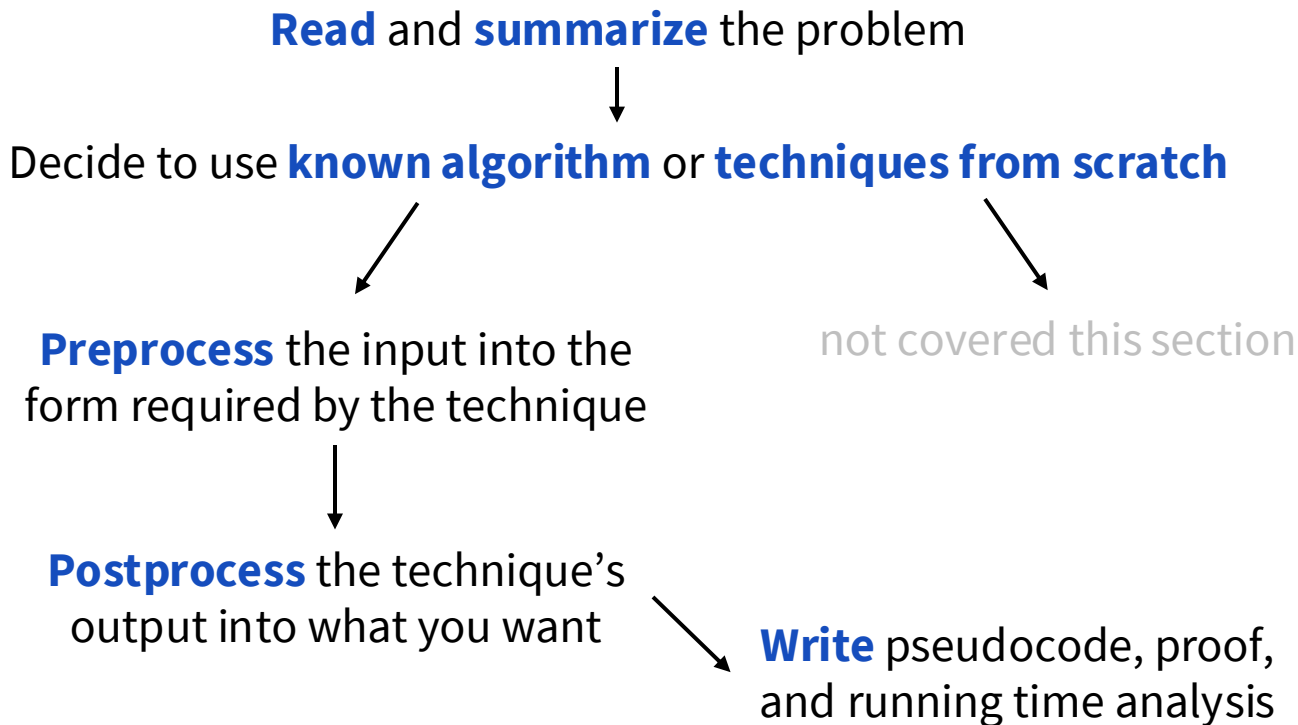 Read and summarize the problem
Decide to use known algorithm or techniques from scratch
Preprocess the input into the
form required by the technique
not covered this section
Postprocess the technique’s
output into what you want
Write pseudocode, proof,
and running time analysis